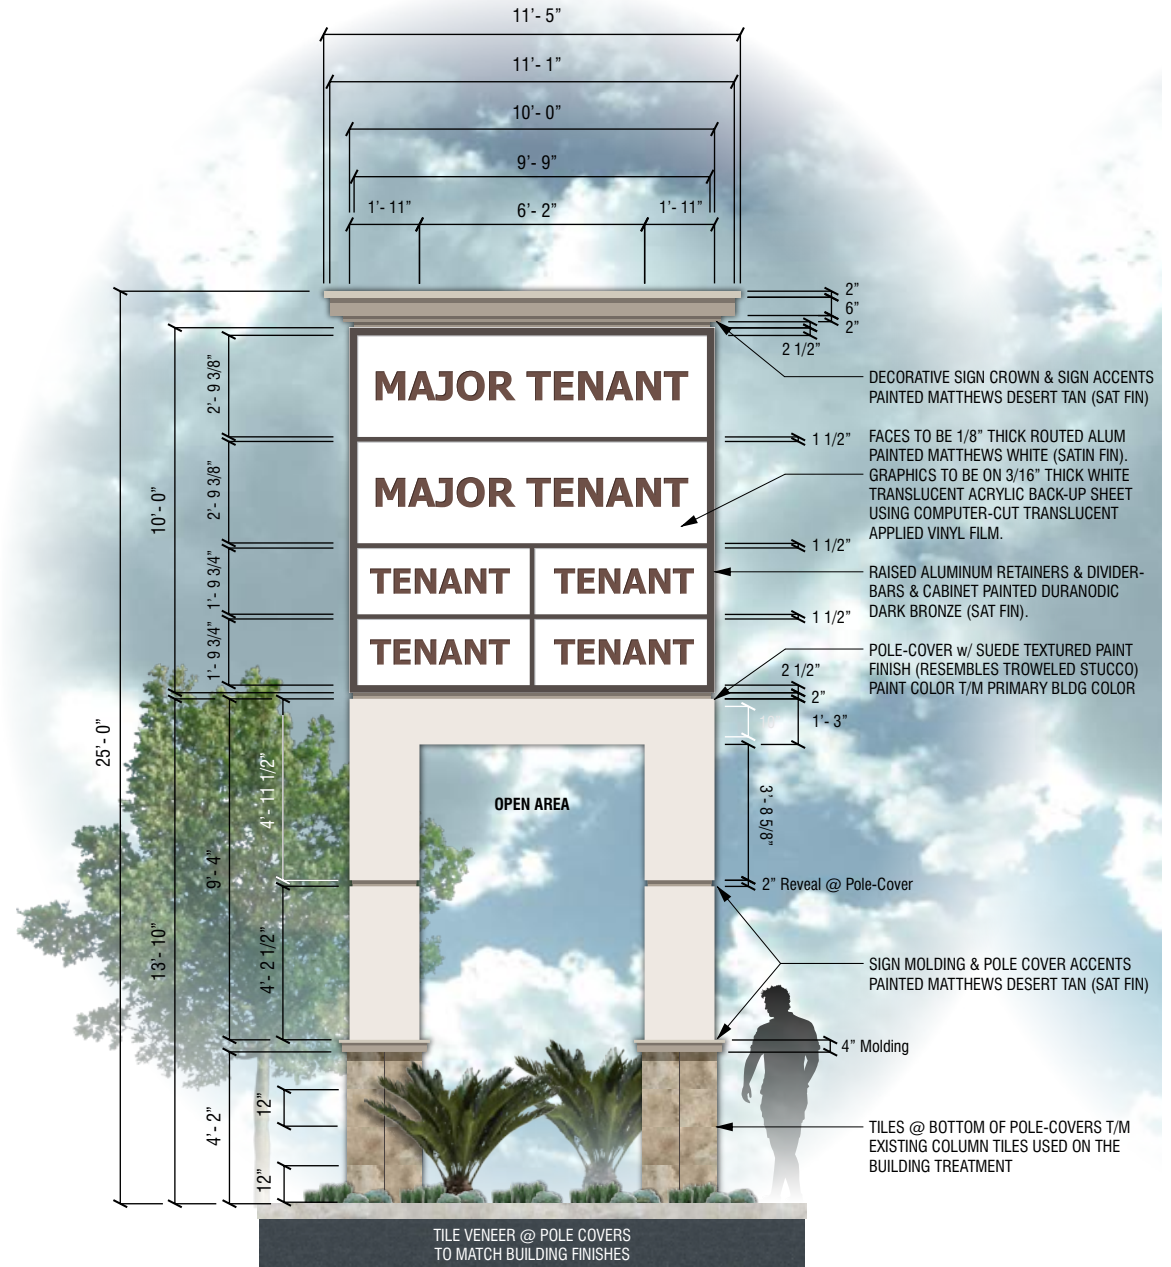 11'- 5"
11'- 1"
10'- 0"
9'- 9"
1'- 11"
6'- 2"
1'- 11"
2"
6"
2"
2 1/2"
DECORATIVE SIGN CROWN & SIGN ACCENTS
PAINTED MATTHEWS DESERT TAN (SAT FIN)
MAJOR TENANT
2'- 9 3/8"
1 1/2"
FACES TO BE 1/8" THICK ROUTED ALUM
PAINTED MATTHEWS WHITE (SATIN FIN).
GRAPHICS TO BE ON 3/16" THICK WHITE
TRANSLUCENT ACRYLIC BACK-UP SHEET
USING COMPUTER-CUT TRANSLUCENT
APPLIED VINYL FILM.
MAJOR TENANT
2'- 9 3/8"
10'- 0"
1 1/2"
RAISED ALUMINUM RETAINERS & DIVIDER-
BARS & CABINET PAINTED DURANODIC
DARK BRONZE (SAT FIN).
TENANT
TENANT
1'- 9 3/4"
1 1/2"
TENANT
TENANT
1'- 9 3/4"
POLE-COVER w/ SUEDE TEXTURED PAINT
FINISH (RESEMBLES TROWELED STUCCO)
PAINT COLOR T/M PRIMARY BLDG COLOR
2 1/2"
2"
1'- 3"
25'- 0"
4'- 11 1/2"
OPEN AREA
3'- 8 5/8"
9'- 4"
2" Reveal @ Pole-Cover
13'- 10"
4'- 2 1/2"
SIGN MOLDING & POLE COVER ACCENTS
PAINTED MATTHEWS DESERT TAN (SAT FIN)
4" Molding
12"
4'- 2"
TILES @ BOTTOM OF POLE-COVERS T/M
EXISTING COLUMN TILES USED ON THE
BUILDING TREATMENT
12"
TILE VENEER @ POLE COVERS
TO MATCH BUILDING FINISHES